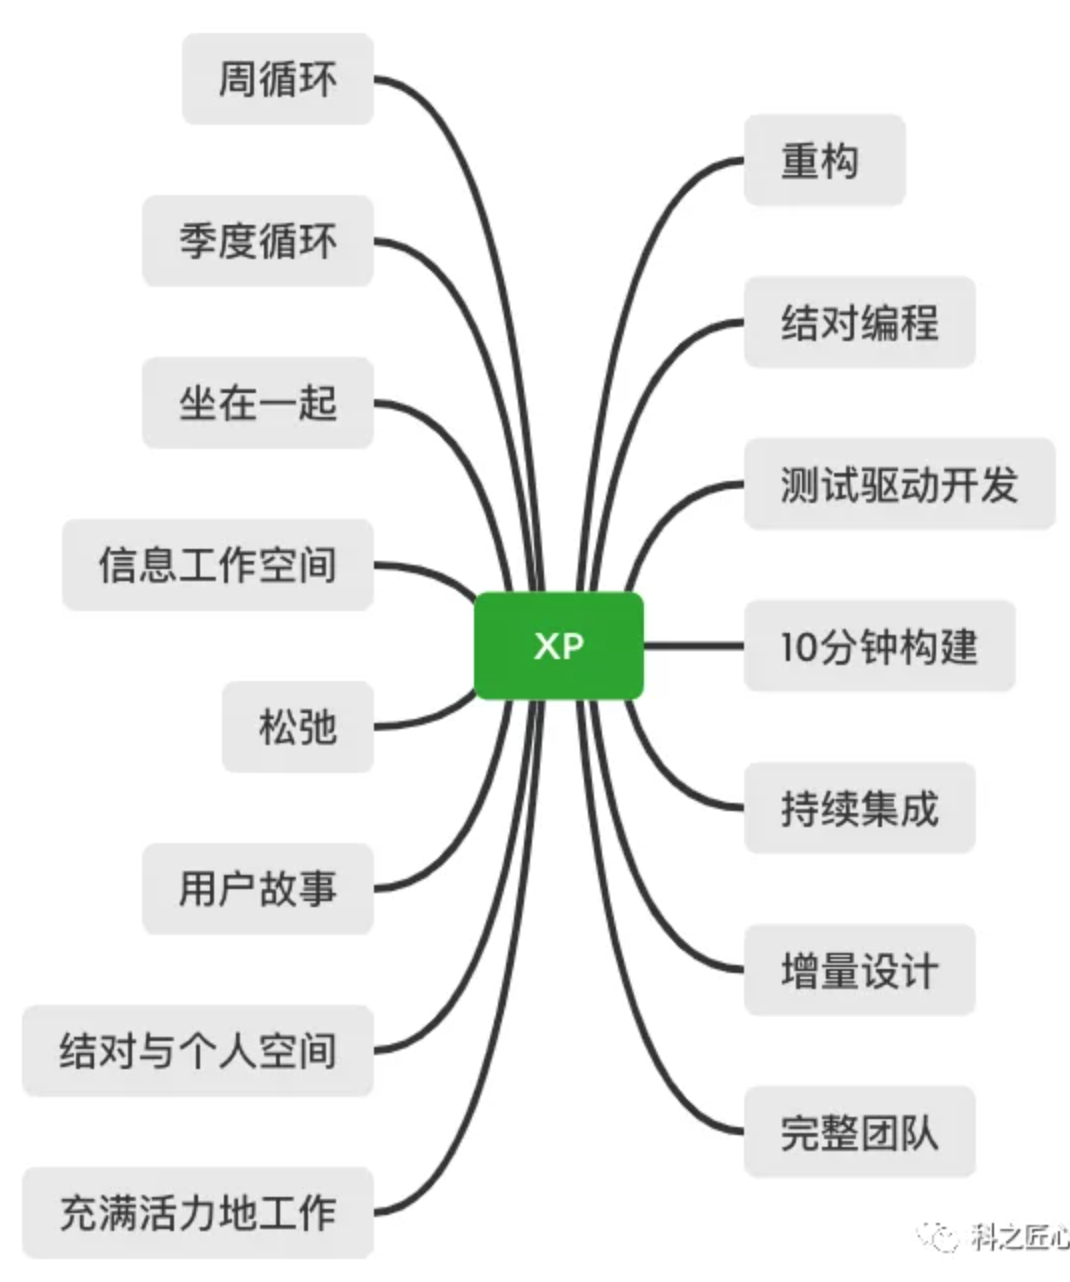 周循环
季度循环
坐在一起
信息工作空间
松弛
用户故事
结对与个人空间
充满活力地工作
XP
重构
结对编程
测试驱动开发
10分钟构建
持续集成
增量设计
完整团队
科之匠心